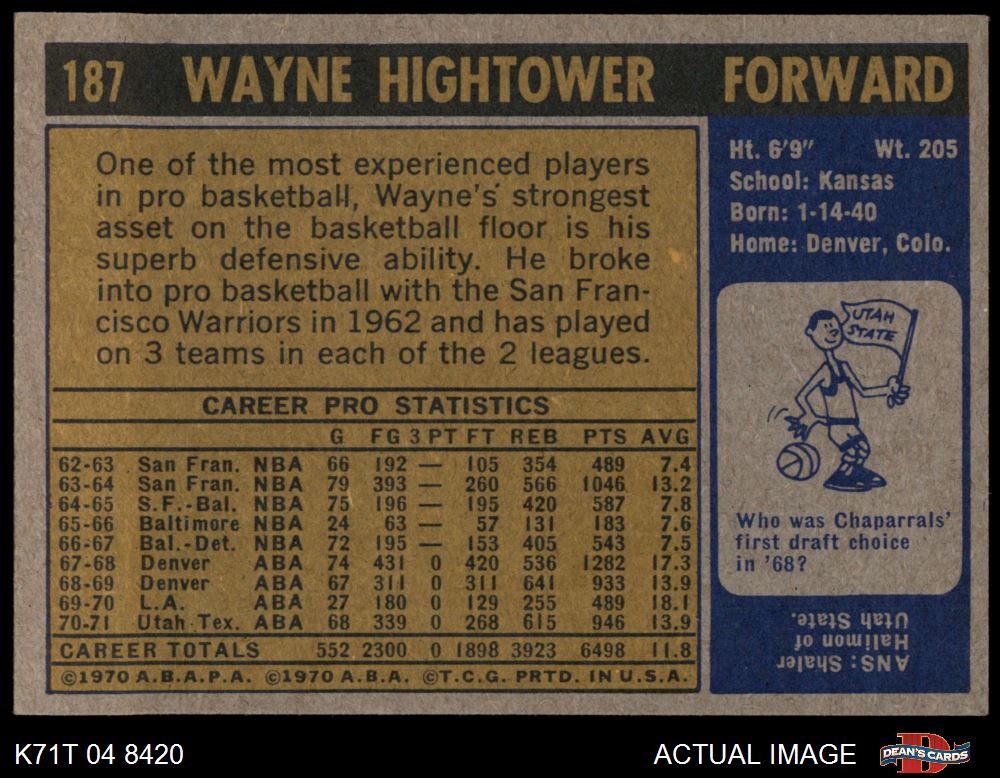 187 WAYNE HIGHTOWER FORWARD
One of the most experienced players
in pro basketball, Wayne's strongest
asset on the basketball floor is his
superb defensive ability. He broke
into pro basketball with the San Fran-
cisco Warriors in 1962 and has played
on 3 teams in each of the 2 leagues.
CAREER PRO STATISTICS
G FG 3 PT FT REB PTS AVG
62-63 San Fran. NBA 66 192 — 105 354 489 7.4
63-64 San Fran. NBA 79 393 — 260 566 1046 13.2
64-65 S.F.-Bal. NBA 75 196 — 195 420 587 7.8
65-66 Baltimore NBA 24 63 — 57 131 183 7.6
66-67 Bal.-Det. NBA 72 195 — 153 405 543 7.5
67-68 Denver ABA 74 431 0 420 536 1282 17.3
68-69 Denver ABA 67 311 0 311 641 933 13.9
69-70 L.A. ABA 27 180 0 129 255 489 18.1
70-71 Utah-Tex. ABA 68 339 0 268 615 946 13.9
CAREER TOTALS 552 2300 0 1898 3923 6498 11.8
©1970 A.B.A.P.A. ©1970 A.B.A. ©T.C.G. PRTD. IN U.S.A.
Ht. 6'9" Wt. 205
School: Kansas
Born: 1-14-40
Home: Denver, Colo.
UTAH
STATE
Who was Chaparrals'
first draft choice
in '68?
ANS: Shaler
Halimon of
Utah State.
K71T 04 8420 ACTUAL IMAGE DEAN'S CARDS